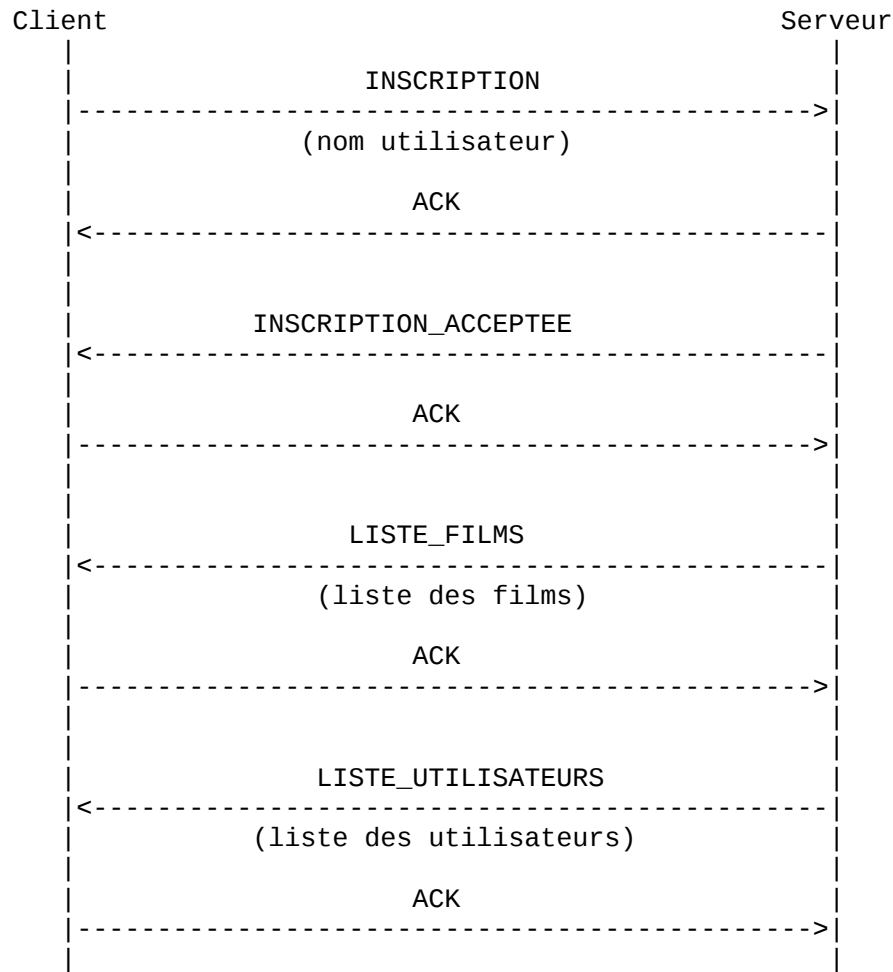 Client Serveur
INSCRIPTION
(nom utilisateur)
ACK
INSCRIPTION_ACCEPTEE
ACK
LISTE_FILMS
(liste des films)
ACK
LISTE_UTILISATEURS
(liste des utilisateurs)
ACK